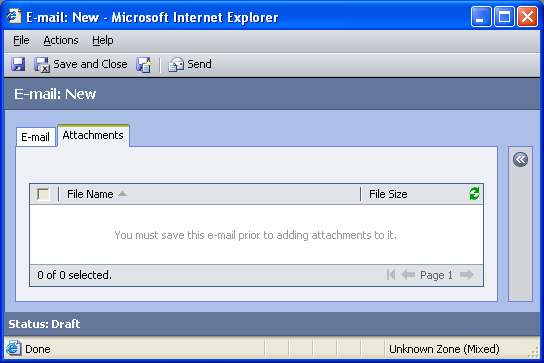 E-mail: New - Microsoft Internet Explorer
File Actions Help
Save and Close Send
E-mail: New
E-mail Attachments
File Name File Size
You must save this e-mail prior to adding attachments to it.
0 of 0 selected. Page 1
Status: Draft
Done Unknown Zone (Mixed)